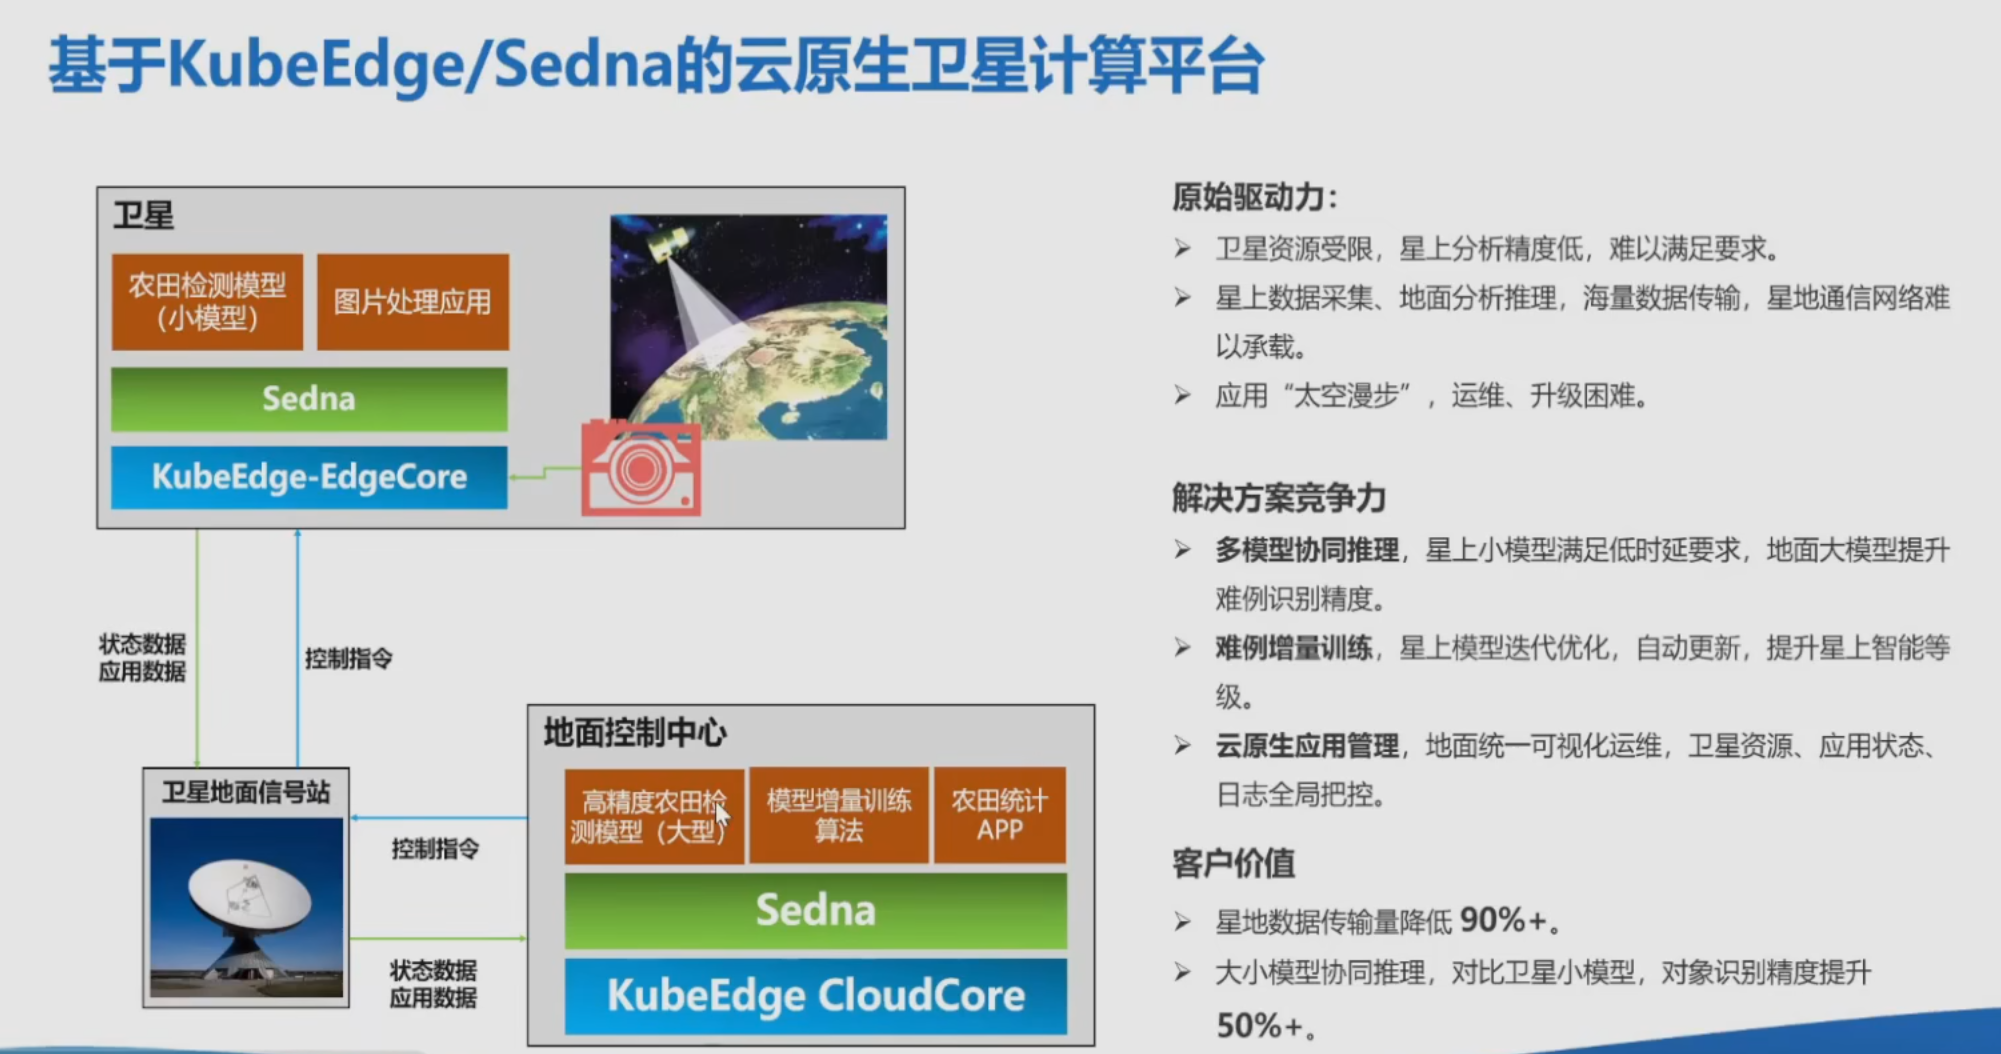 基于KubeEdge/Sedna的云原生卫星计算平台
卫星
农田检测模型
（小模型）
图片处理应用
Sedna
KubeEdge-EdgeCore
状态数据
应用数据
控制指令
卫星地面信号站
控制指令
状态数据
应用数据
地面控制中心
高精度农田检
测模型（大型）
模型增量训练
算法
农田统计
APP
Sedna
KubeEdge CloudCore
原始驱动力：
卫星资源受限，星上分析精度低，难以满足要求。
星上数据采集、地面分析推理，海量数据传输，星地通信网络难
以承载。
应用“太空漫步”，运维、升级困难。
解决方案竞争力
多模型协同推理，星上小模型满足低时延要求，地面大模型提升
难例识别精度。
难例增量训练，星上模型迭代优化，自动更新，提升星上智能等
级。
云原生应用管理，地面统一可视化运维，卫星资源、应用状态、
日志全局把控。
客户价值
星地数据传输量降低 90%+。
大小模型协同推理，对比卫星小模型，对象识别精度提升
50%+。